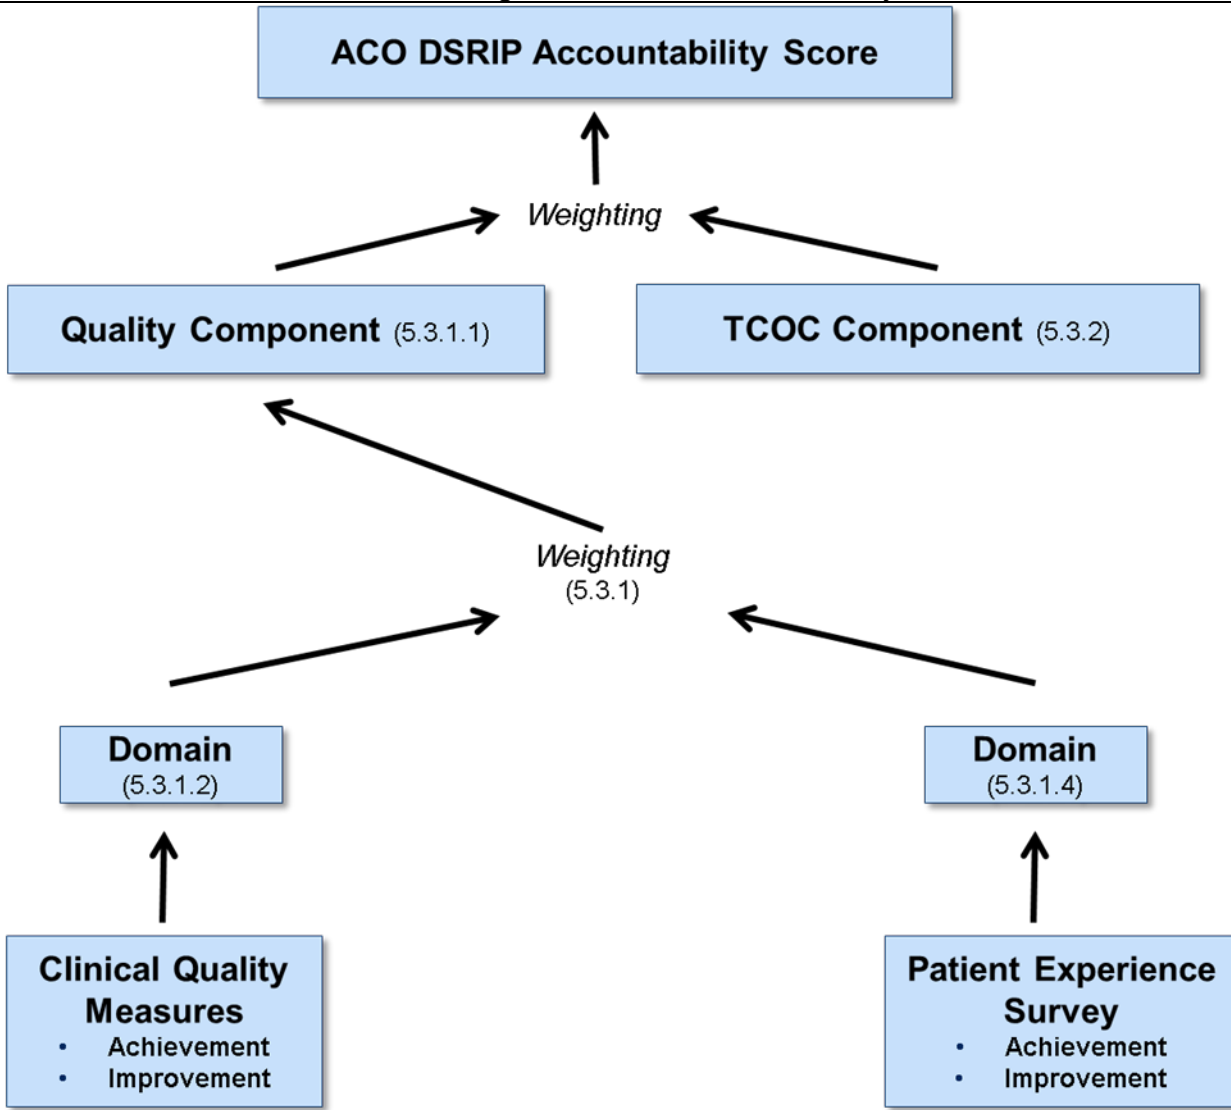 ACO DSRIP Accountability Score
Weighting
Quality Component (5.3.1.1)
TCOC Component (5.3.2)
Weighting
(5.3.1)
Domain
(5.3.1.2)
Domain
(5.3.1.4)
Clinical Quality
Measures
• Achievement
• Improvement
Patient Experience
Survey
• Achievement
• Improvement